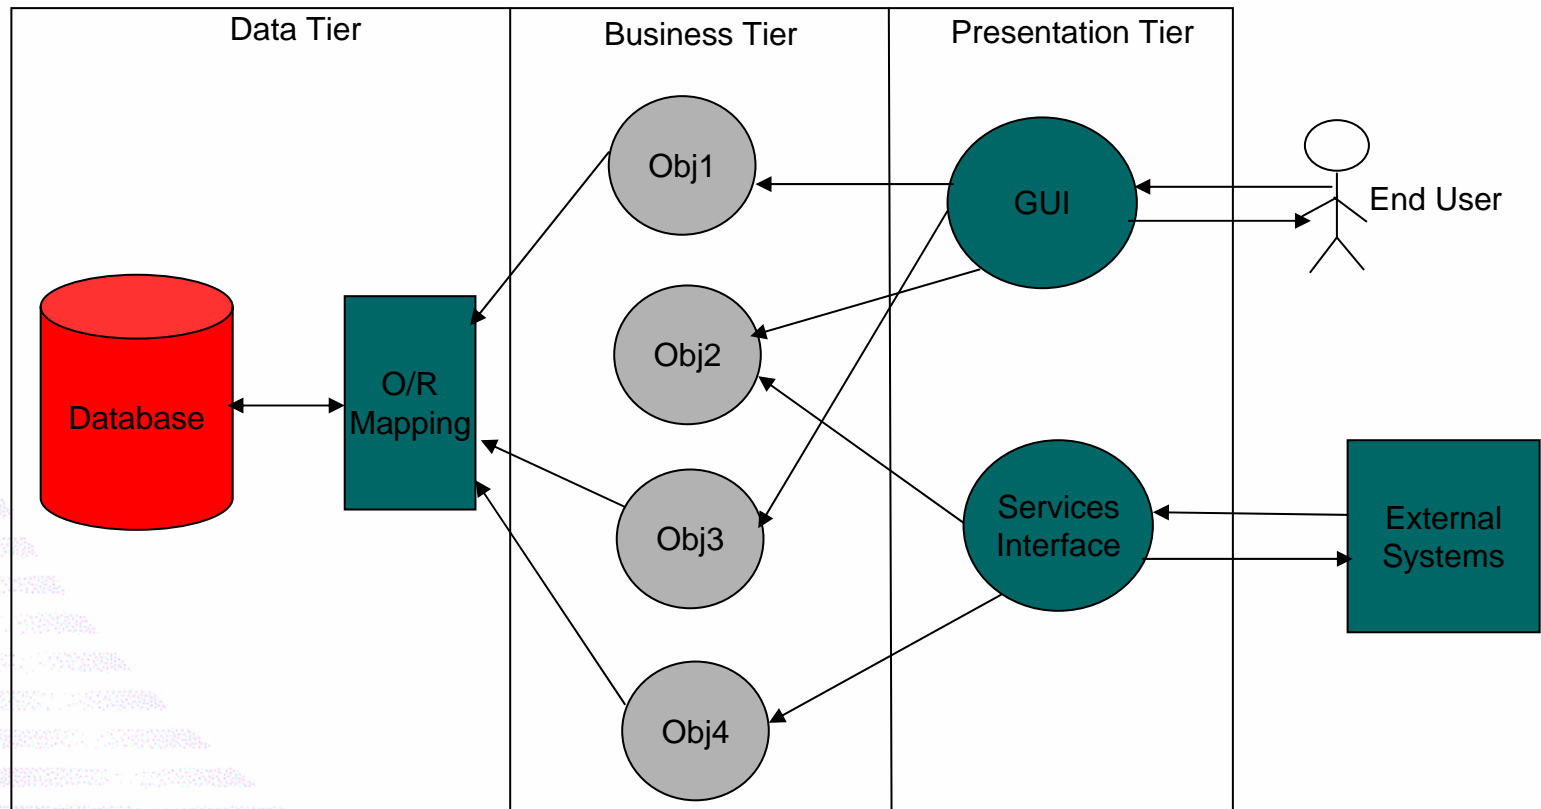 Data Tier
Business Tier
Presentation Tier
Obj1
GUI
End User
Obj2
O/R
Mapping
Database
Obj3
Services
Interface
External
Systems
Obj4